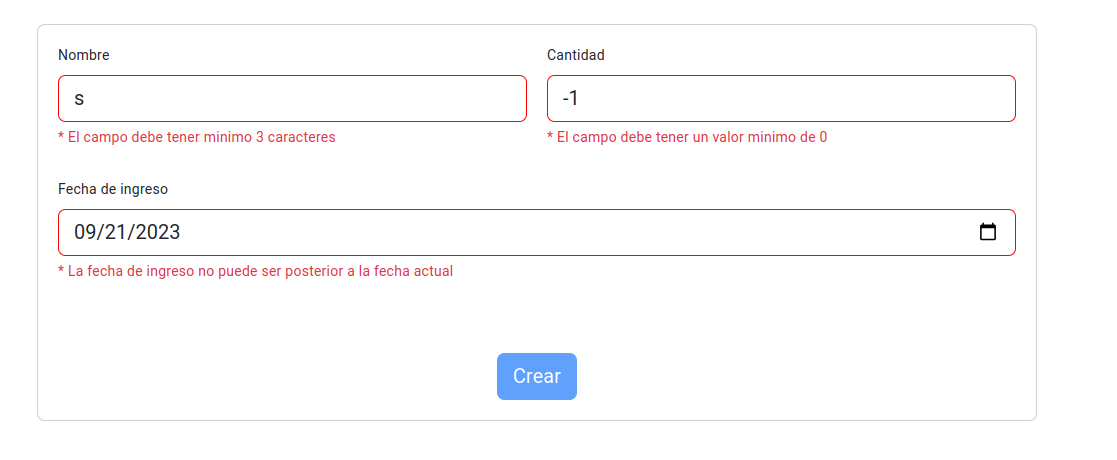 Nombre
Cantidad
s
-1
* El campo debe tener minimo 3 caracteres
* El campo debe tener un valor minimo de 0
Fecha de ingreso
09/21/2023
* La fecha de ingreso no puede ser posterior a la fecha actual
Crear